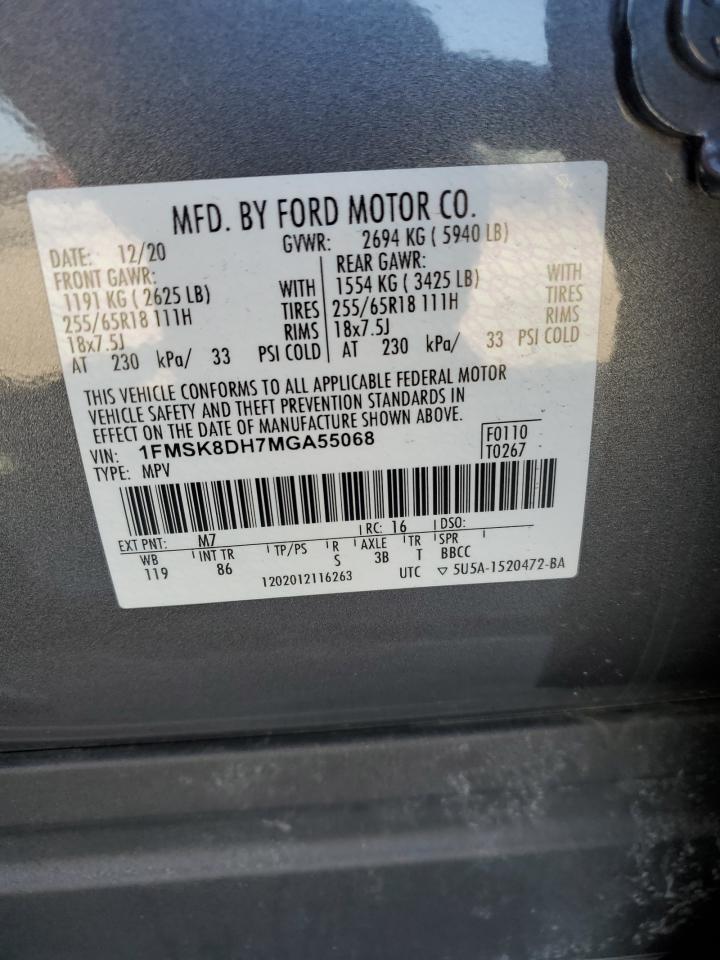 MFD. BY FORD MOTOR CO.
DATE: 12/20 GVWR: 2694 KG ( 5940 LB)
FRONT GAWR: REAR GAWR:
1191 KG ( 2625 LB) WITH 1554 KG ( 3425 LB) WITH
255/65R18 111H TIRES 255/65R18 111H TIRES
18x7.5J RIMS 18x7.5J RIMS
AT 230 kPa/ 33 PSI COLD AT 230 kPa/ 33 PSI COLD
THIS VEHICLE CONFORMS TO ALL APPLICABLE FEDERAL MOTOR
VEHICLE SAFETY AND THEFT PREVENTION STANDARDS IN
EFFECT ON THE DATE OF MANUFACTURE SHOWN ABOVE.
VIN: 1FMSK8DH7MGA55068 F0110
TYPE: MPV T0267
EXT PNT: M7 RC: 16 DSO:
WB INT TR TP/PS R AXLE TR SPR
119 86 S 3B T BBCC
1202012116263 UTC ▽ 5U5A-1520472-BA